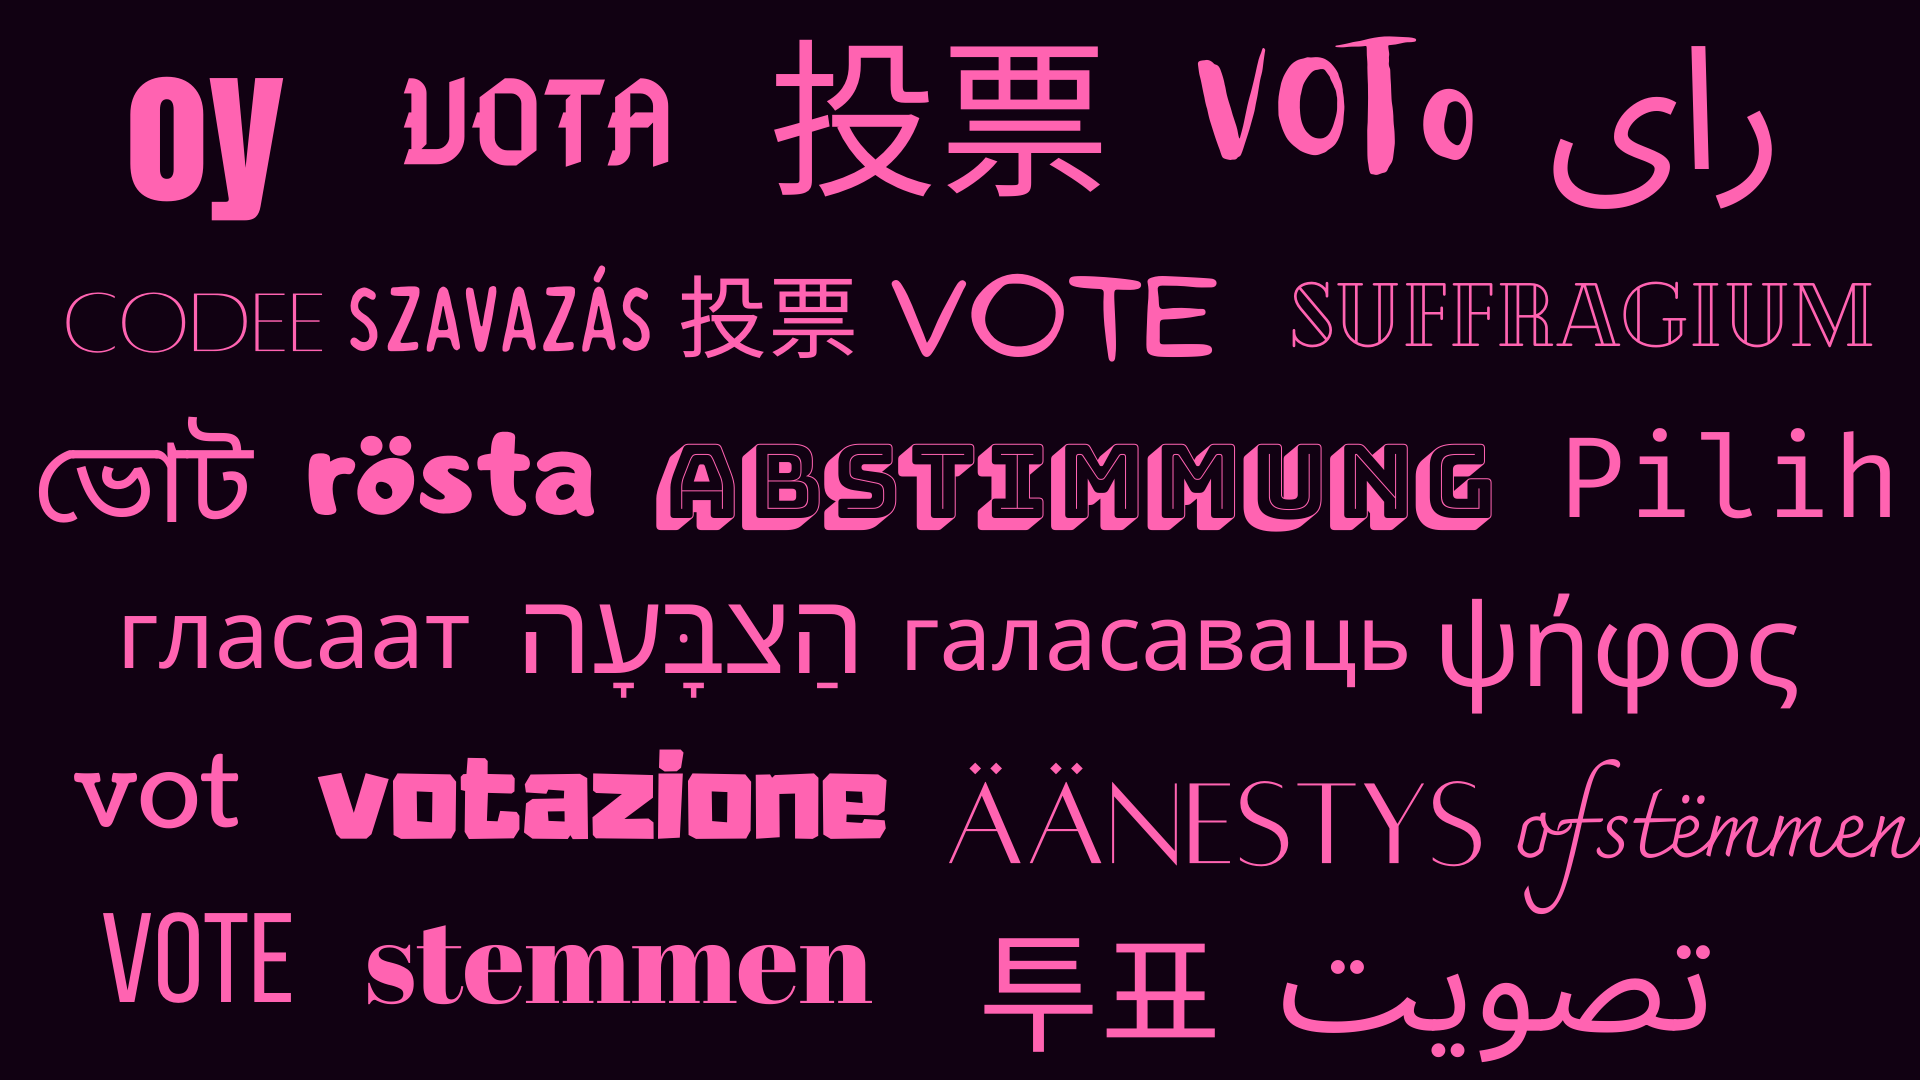 oy VOTA 投票 VOTo رای
CODEE SZAVAZÁS 投票 VOTE SUFFRAGIUM
ভোট rösta ABSTIMMUNG Pilih
гласаат הַצבָּעָה галасаваць ψήφος
vot votazione ÄÄNESTYS ofstëmmen
VOTE stemmen 투표 تصويت